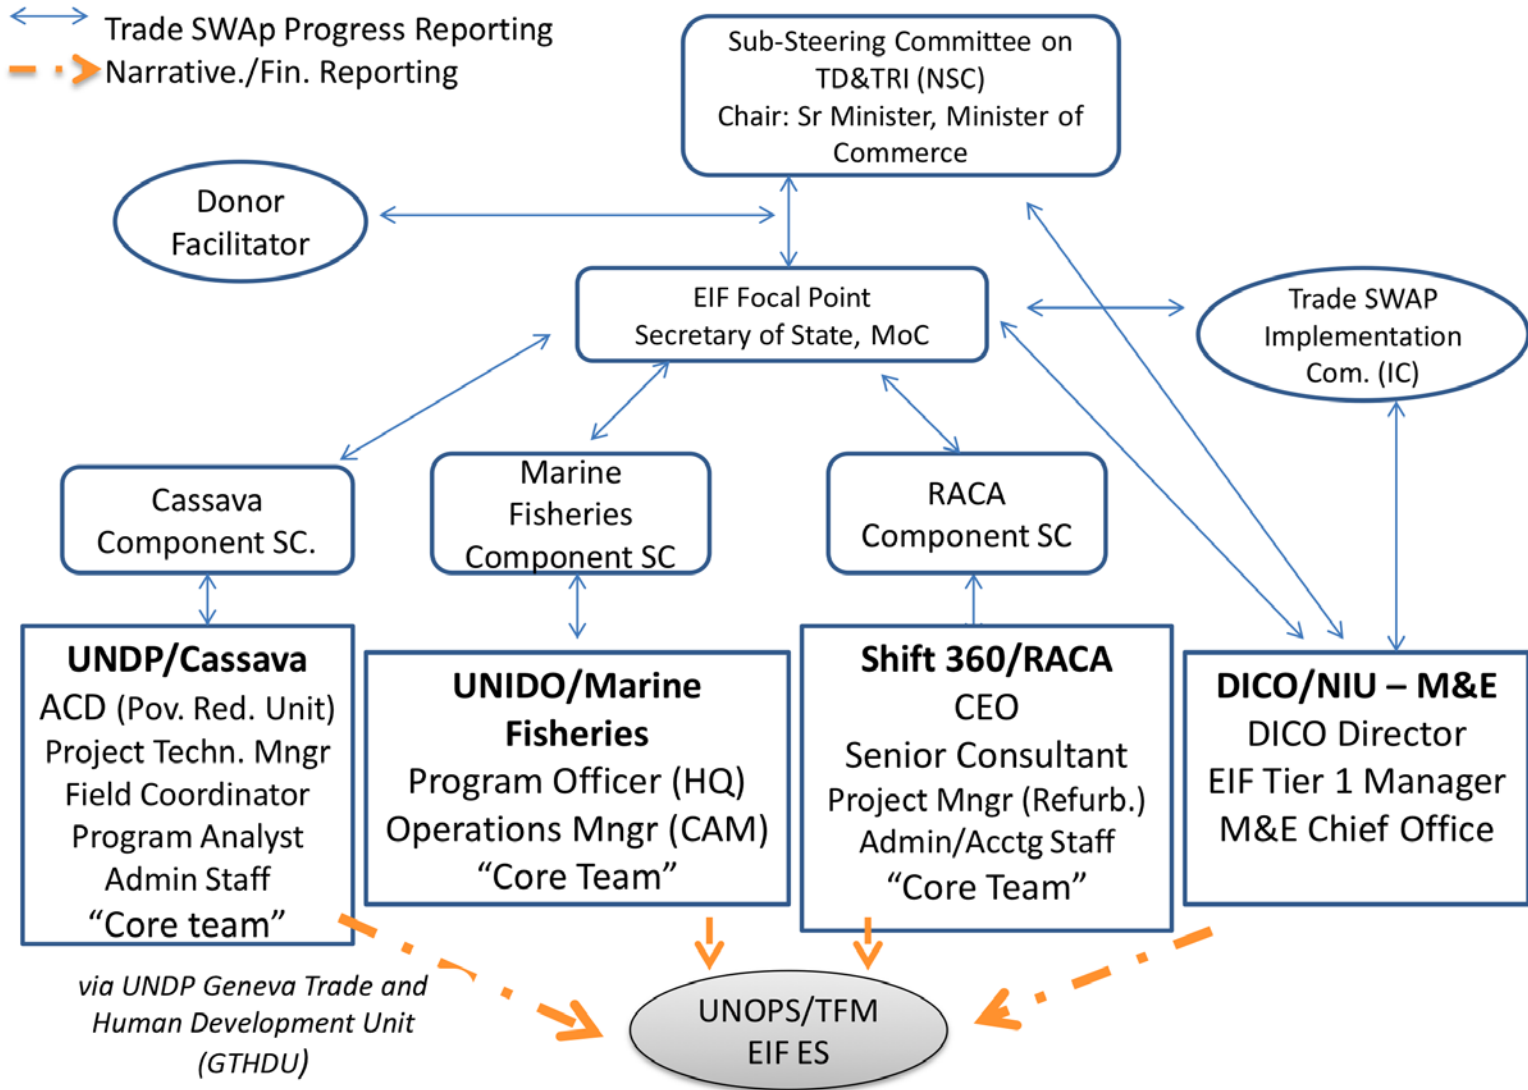 Trade SWAp Progress Reporting
Narrative./Fin. Reporting
Sub-Steering Committee on
TD&TRI (NSC)
Chair: Sr Minister, Minister of
Commerce
Donor
Facilitator
EIF Focal Point
Secretary of State, MoC
Trade SWAP
Implementation
Com. (IC)
Cassava
Component SC.
Marine
Fisheries
Component SC
RACA
Component SC
UNDP/Cassava
ACD (Pov. Red. Unit)
Project Techn. Mngr
Field Coordinator
Program Analyst
Admin Staff
“Core team”
UNIDO/Marine
Fisheries
Program Officer (HQ)
Operations Mngr (CAM)
“Core Team”
Shift 360/RACA
CEO
Senior Consultant
Project Mngr (Refurb.)
Admin/Acctg Staff
“Core Team”
DICO/NIU – M&E
DICO Director
EIF Tier 1 Manager
M&E Chief Office
via UNDP Geneva Trade and
Human Development Unit
(GTHDU)
UNOPS/TFM
EIF ES